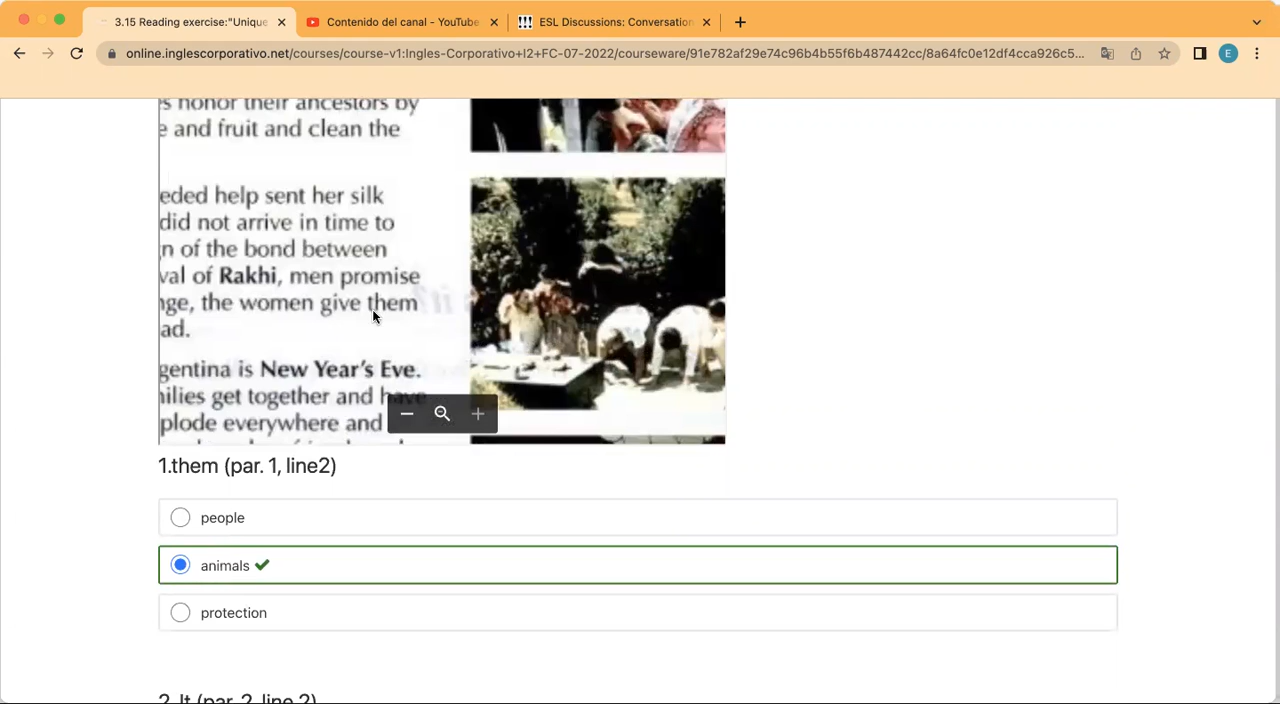 3.15 Reading exercise:"Unique
Contenido del canal - YouTube
ESL Discussions: Conversation
online.inglescorporativo.net/courses/course-v1:Ingles-Corporativo+I2+FC-07-2022/courseware/91e782af29e74c96b4b55f6b487442cc/8a64fc0e12df4cca926c5...
E
s honor their ancestors by
e and fruit and clean the
eded help sent her silk
did not arrive in time to
n of the bond between
val of Rakhi, men promise
nge, the women give them
ad.
gentina is New Year's Eve.
nilies get together and have
plode everywhere and
1.them (par. 1, line2)
people
animals
protection
2. It (par. 2, line 2)